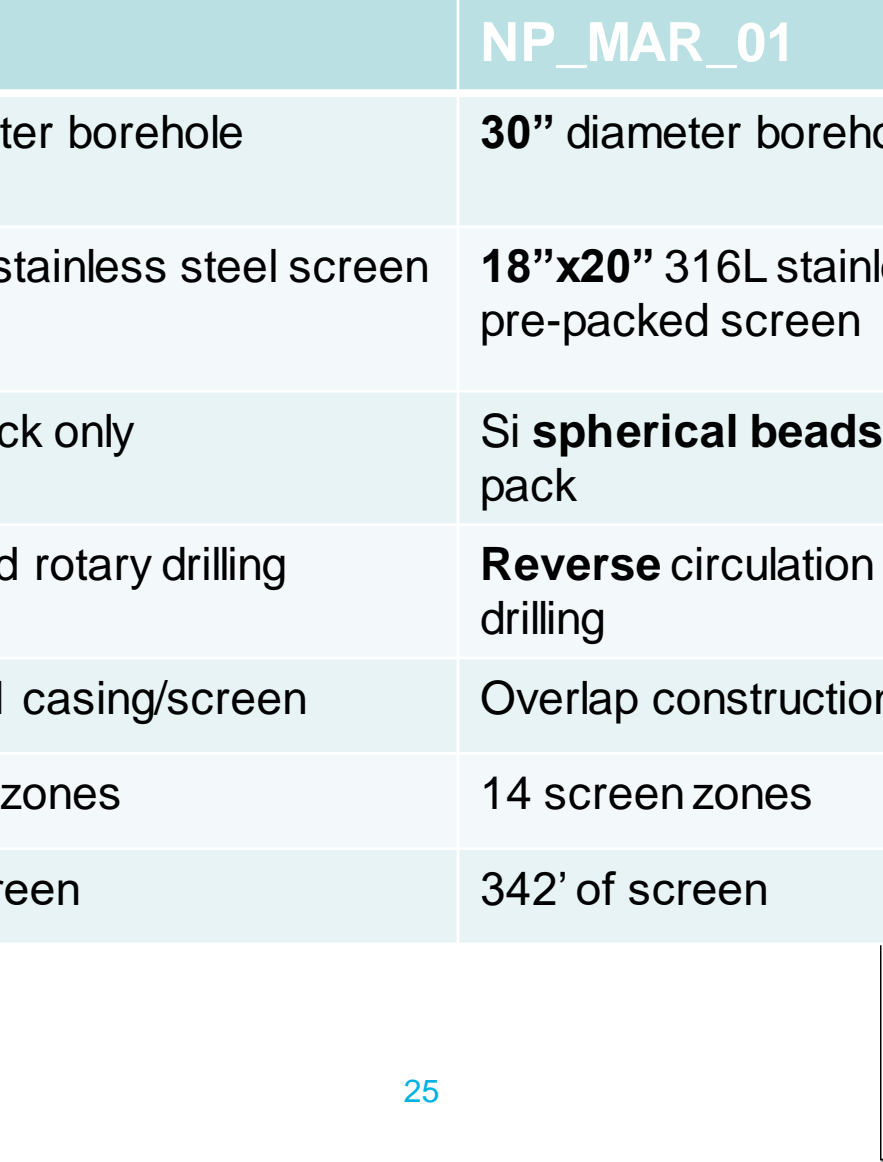 NP_MAR_01
ter borehole
30” diameter boreho
stainless steel screen
18”x20” 316L stainl
pre-packed screen
ck only
Si spherical beads
pack
d rotary drilling
Reverse circulation
drilling
casing/screen
Overlap construction
zones
14 screen zones
reen
342’ of screen
25